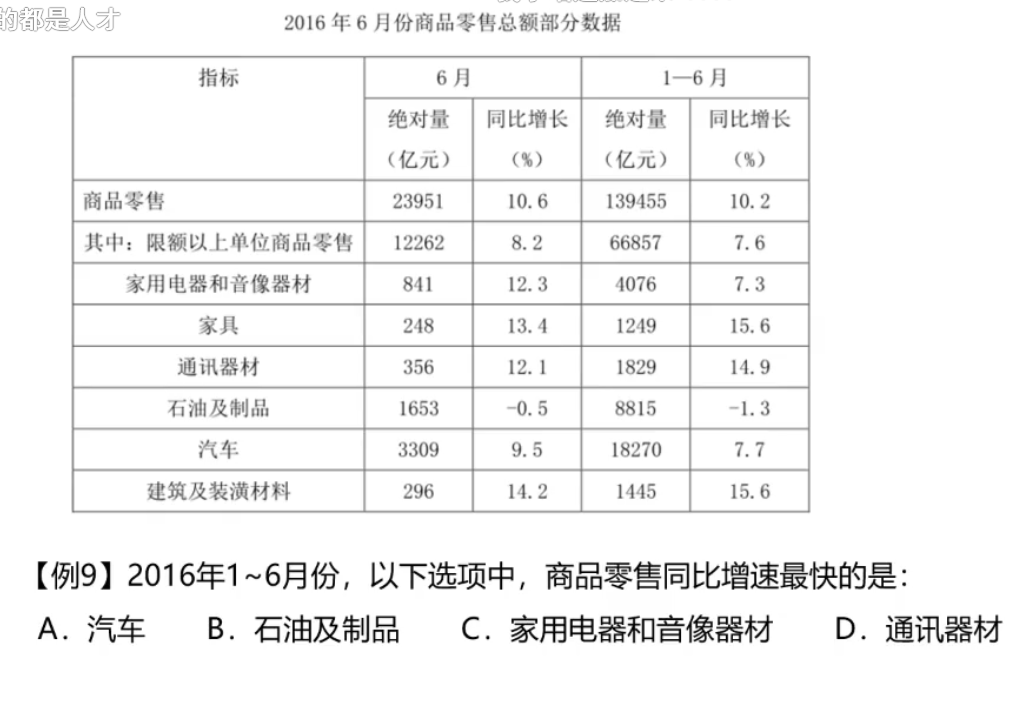 的都是人才
2016 年 6 月份商品零售总额部分数据
指标 6 月 1—6 月
绝对量 同比增长 绝对量 同比增长
（亿元） （%） （亿元） （%）
商品零售 23951 10.6 139455 10.2
其中：限额以上单位商品零售 12262 8.2 66857 7.6
家用电器和音像器材 841 12.3 4076 7.3
家具 248 13.4 1249 15.6
通讯器材 356 12.1 1829 14.9
石油及制品 1653 -0.5 8815 -1.3
汽车 3309 9.5 18270 7.7
建筑及装潢材料 296 14.2 1445 15.6
【例9】2016年1~6月份，以下选项中，商品零售同比增速最快的是：
A．汽车 B．石油及制品 C．家用电器和音像器材 D．通讯器材